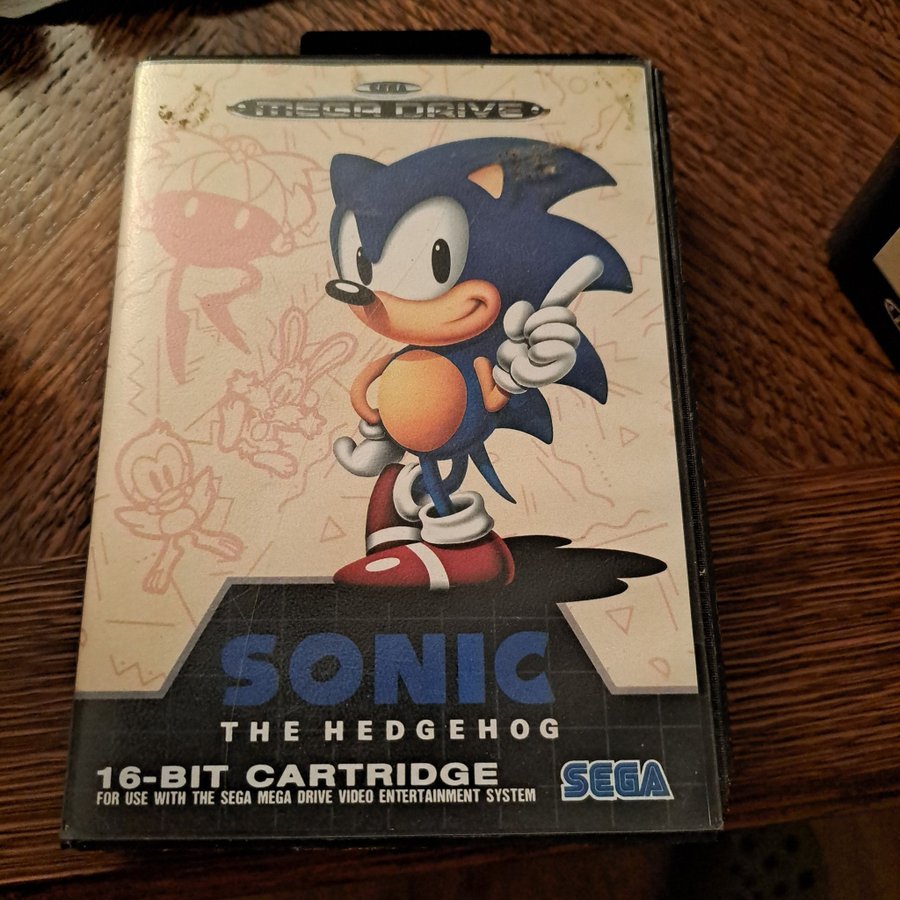 SEGA
MEGA DRIVE
SONIC
THE HEDGEHOG
16-BIT CARTRIDGE
FOR USE WITH THE SEGA MEGA DRIVE VIDEO ENTERTAINMENT SYSTEM
SEGA